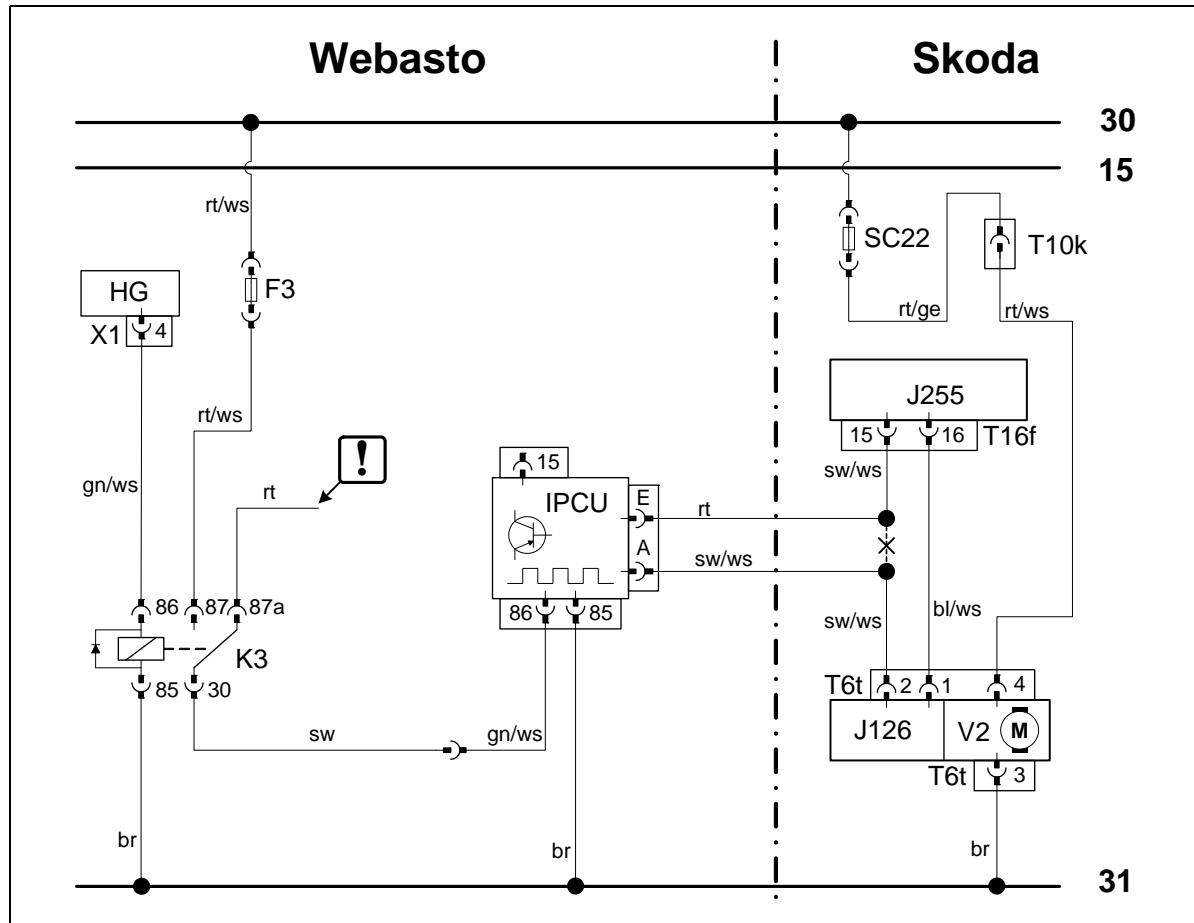 Webasto Skoda
30
15
rt/ws
SC22
T10k
HG
F3
X1 4
rt/ge rt/ws
J255
rt/ws
15 16 T16f
!
15
sw/ws
gn/ws
rt
IPCU
E
rt
A
sw/ws
86 87 87a
86 85
sw/ws
bl/ws
K3
85 30
T6t 2 1 4
sw gn/ws
J126 V2 M
T6t 3
br
br
br
31